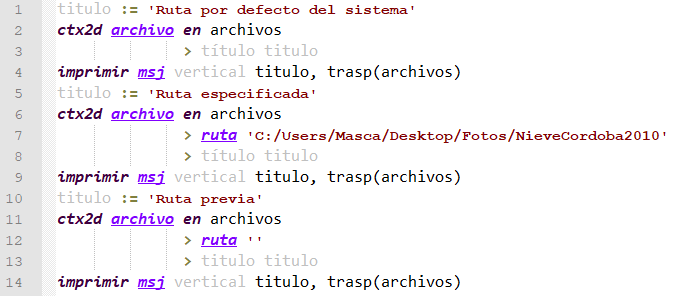 1 titulo := 'Ruta por defecto del sistema'
2 ctx2d archivo en archivos
3 > título titulo
4 imprimir msj vertical titulo, trasp(archivos)
5 titulo := 'Ruta especificada'
6 ctx2d archivo en archivos
7 > ruta 'C:/Users/Masca/Desktop/Fotos/NieveCordoba2010'
8 > título titulo
9 imprimir msj vertical titulo, trasp(archivos)
10 titulo := 'Ruta previa'
11 ctx2d archivo en archivos
12 > ruta ''
13 > título titulo
14 imprimir msj vertical titulo, trasp(archivos)